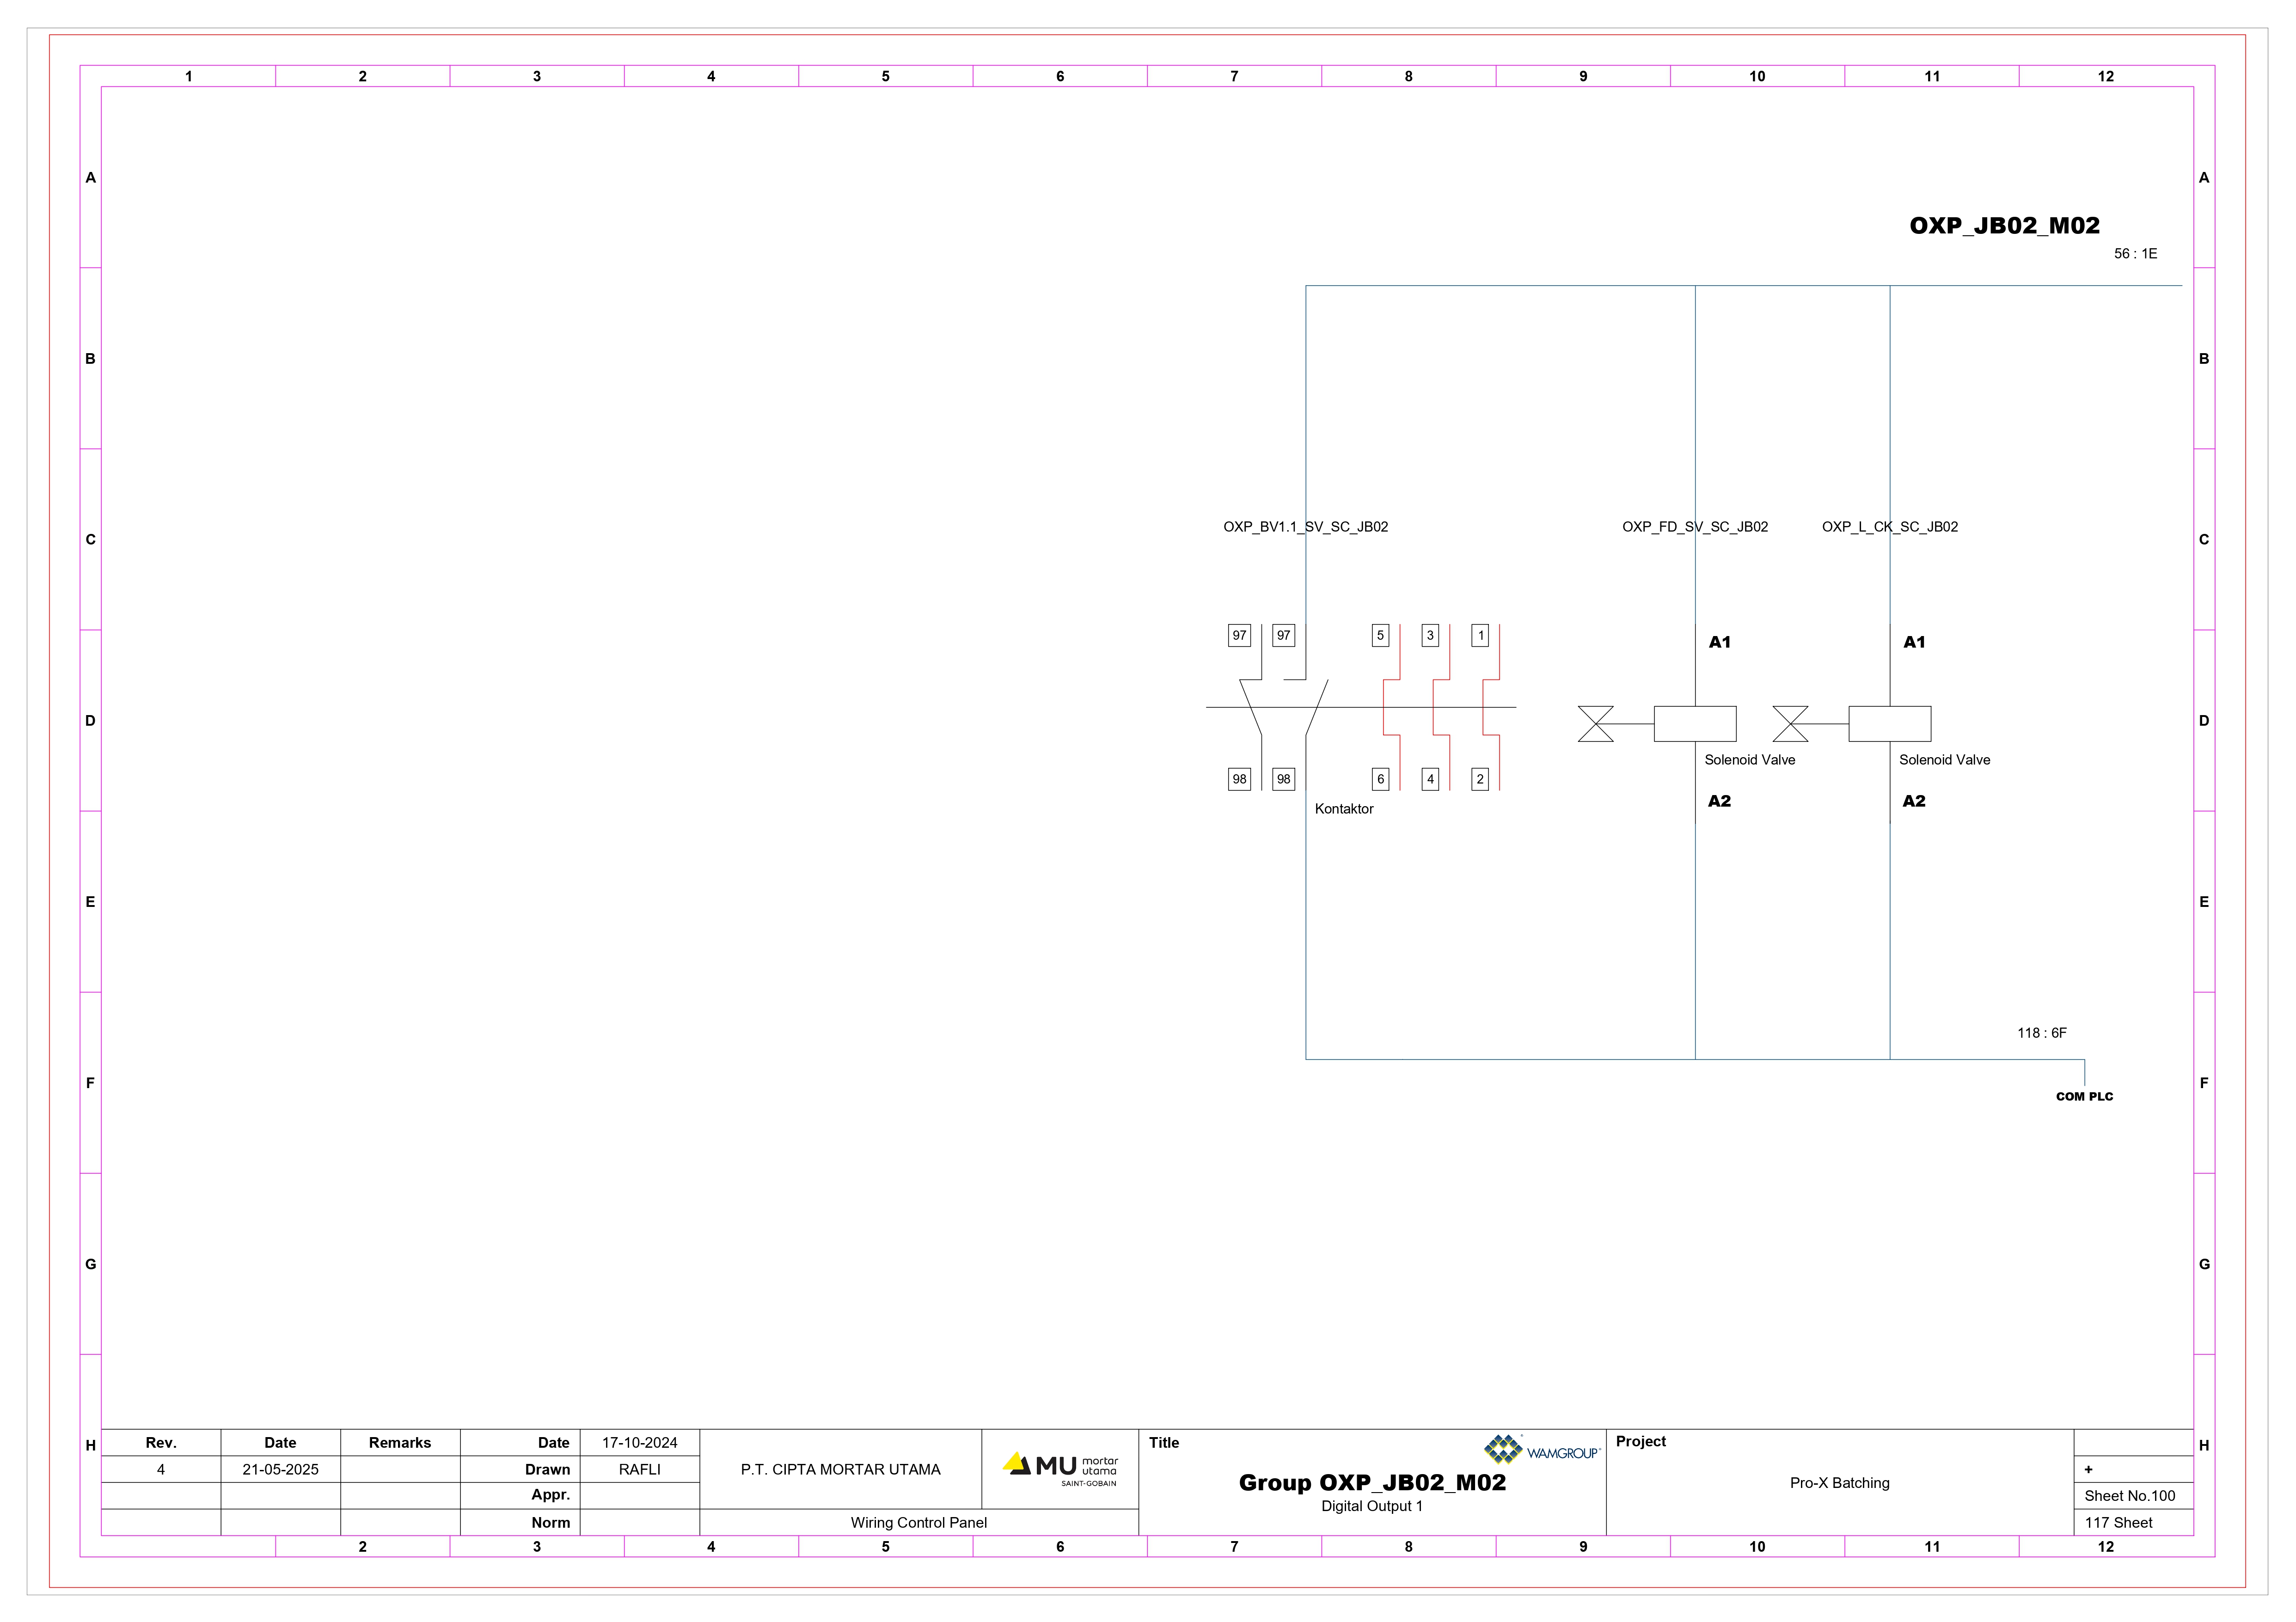 1 2 3 4 5 6 7 8 9 10 11 12
A A
OXP_JB02_M02
56 : 1E
B B
OXP_BV1.1_SV_SC_JB02 OXP_FD_SV_SC_JB02 OXP_L_CK_SC_JB02
C C
97 97 5 3 1 A1 A1
D D
Solenoid Valve Solenoid Valve
98 98 6 4 2
A2 A2
Kontaktor
E E
118 : 6F
F F
COM PLC
G G
H H
Rev. Date Remarks Date 17-10-2024
4 21-05-2025 Drawn RAFLI
Appr.
Norm
P.T. CIPTA MORTAR UTAMA
MU mortar utama
SAINT-GOBAIN
Wiring Control Panel
Title
WAMGROUP
Group OXP_JB02_M02
Digital Output 1
Project
Pro-X Batching
+
Sheet No.100
117 Sheet
2 3 4 5 6 7 8 9 10 11 12